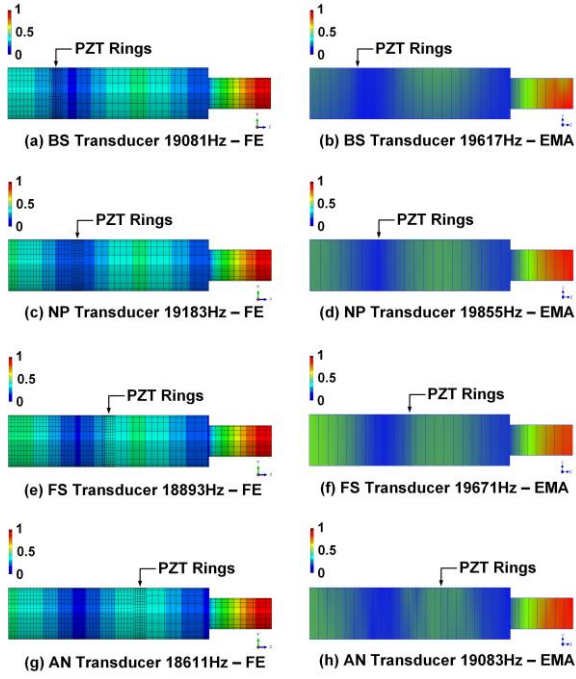 1
0.5
0
PZT Rings
(a) BS Transducer 19081Hz – FE
1
0.5
0
PZT Rings
(b) BS Transducer 19617Hz – EMA
1
0.5
0
PZT Rings
(c) NP Transducer 19183Hz – FE
1
0.5
0
PZT Rings
(d) NP Transducer 19855Hz – EMA
1
0.5
0
PZT Rings
(e) FS Transducer 18893Hz – FE
1
0.5
0
PZT Rings
(f) FS Transducer 19671Hz – EMA
1
0.5
0
PZT Rings
(g) AN Transducer 18611Hz – FE
1
0.5
0
PZT Rings
(h) AN Transducer 19083Hz – EMA